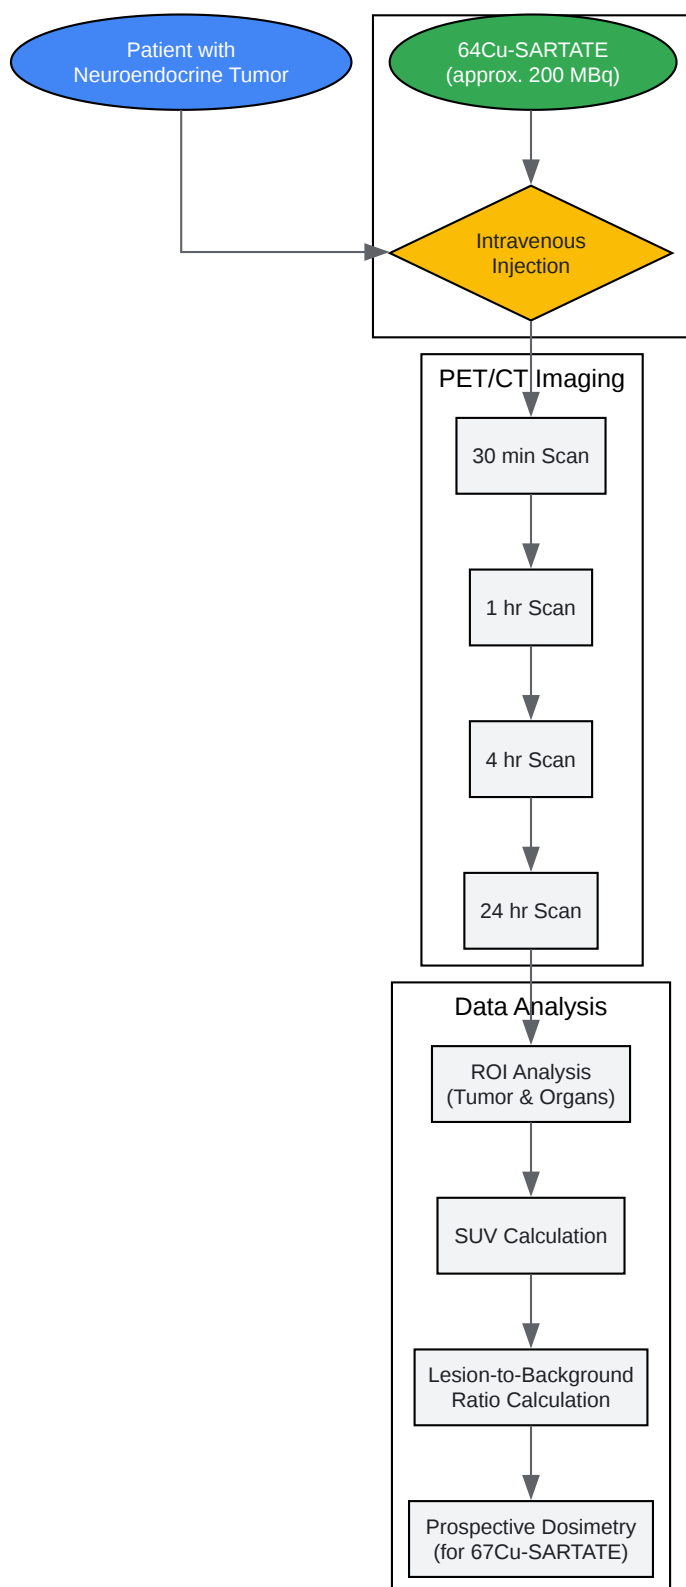 Patient with
Neuroendocrine Tumor
64Cu-SARTATE
(approx. 200 MBq)
Intravenous
Injection
PET/CT Imaging
30 min Scan
1 hr Scan
4 hr Scan
24 hr Scan
Data Analysis
ROI Analysis
(Tumor & Organs)
SUV Calculation
Lesion-to-Background
Ratio Calculation
Prospective Dosimetry
(for 67Cu-SARTATE)